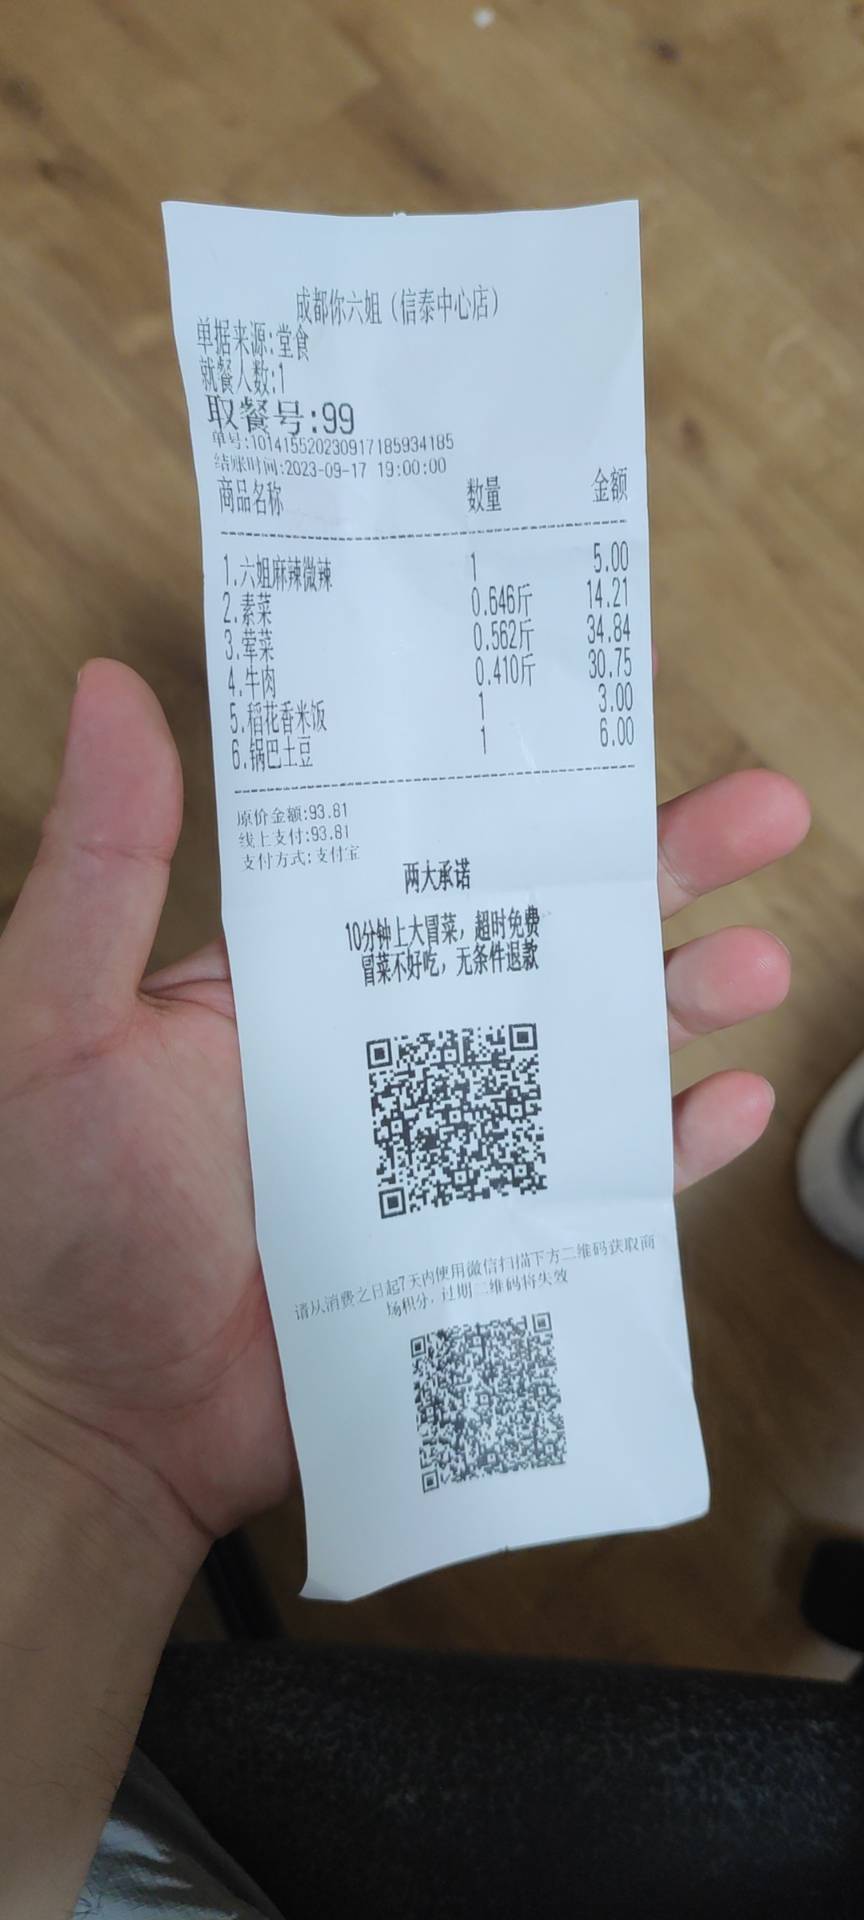 成都你六姐（信泰中心店）
单据来源:堂食
就餐人数:1
取餐号:99
单号:101415520230917185934185
结账时间:2023-09-17 19:00:00
商品名称 数量 金额
1.六姐麻辣微辣 1 5.00
2.素菜 0.646斤 14.21
3.荤菜 0.562斤 34.84
4.牛肉 0.410斤 30.75
5.稻花香米饭 1 3.00
6.锅巴土豆 1 6.00
原价金额:93.81
线上支付:93.81
支付方式:支付宝
两大承诺
10分钟上大冒菜，超时免费
冒菜不好吃，无条件退款
请从消费之日起7天内使用微信扫描下方二维码获取商
场积分，过期二维码将失效